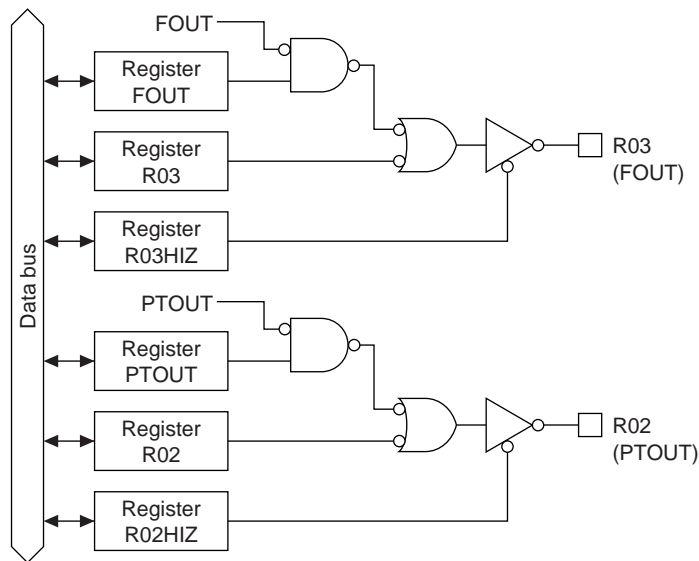 FOUT
Register
FOUT
Register
R03
R03
(FOUT)
Register
R03HIZ
Data bus
PTOUT
Register
PTOUT
Register
R02
R02
(PTOUT)
Register
R02HIZ